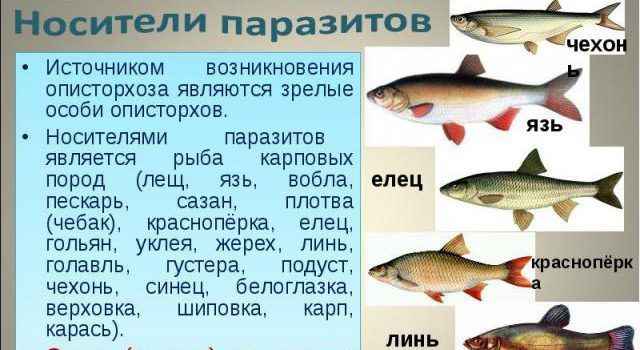 Носители паразитов
• Источником возникновения
описторхоза являются зрелые
особи описторхов.
• Носителями паразитов
является рыба карповых
пород (лещ, язь, вобла,
пескарь, сазан, плотва
(чебак), краснопёрка, елец,
гольян, уклея, жерех, линь,
голавль, густера, подуст,
чехонь, синец, белоглазка,
верховка, шиповка, карп,
карась).
чехон
ь
язь
елец
краснопёрк
а
линь